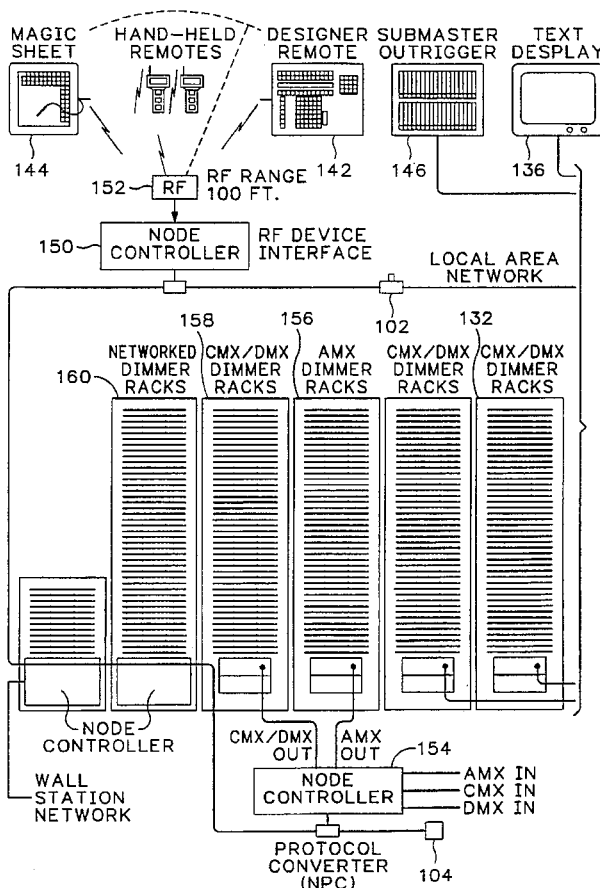 MAGIC SHEET
HAND-HELD REMOTES
DESIGNER REMOTE
SUBMASTER OUTRIGGER
TEXT DESPLAY
144
142
146
136
152
RF
RF RANGE 100 FT.
150
NODE CONTROLLER
RF DEVICE INTERFACE
LOCAL AREA NETWORK
102
158
156
132
160
NETWORKED DIMMER RACKS
CMX/DMX DIMMER RACKS
AMX DIMMER RACKS
CMX/DMX DIMMER RACKS
CMX/DMX DIMMER RACKS
NODE CONTROLLER
WALL STATION NETWORK
CMX/DMX OUT
AMX OUT
154
NODE CONTROLLER
AMX IN
CMX IN
DMX IN
PROTOCOL CONVERTER (NPC)
104